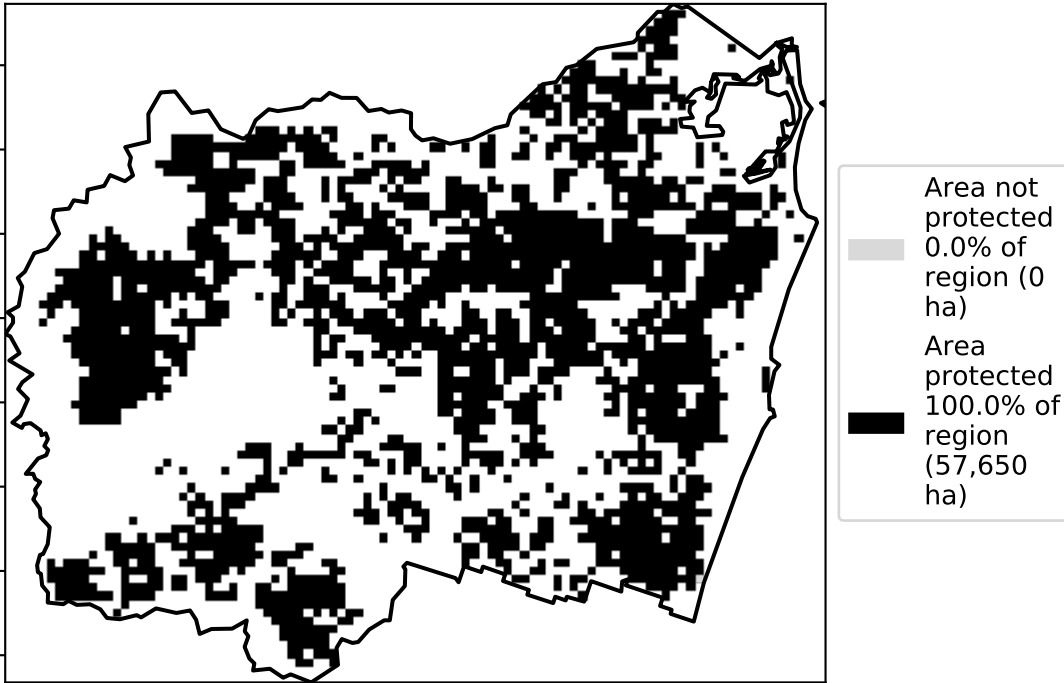 Area not
protected
0.0% of
region (0
ha)
Area
protected
100.0% of
region
(57,650
ha)